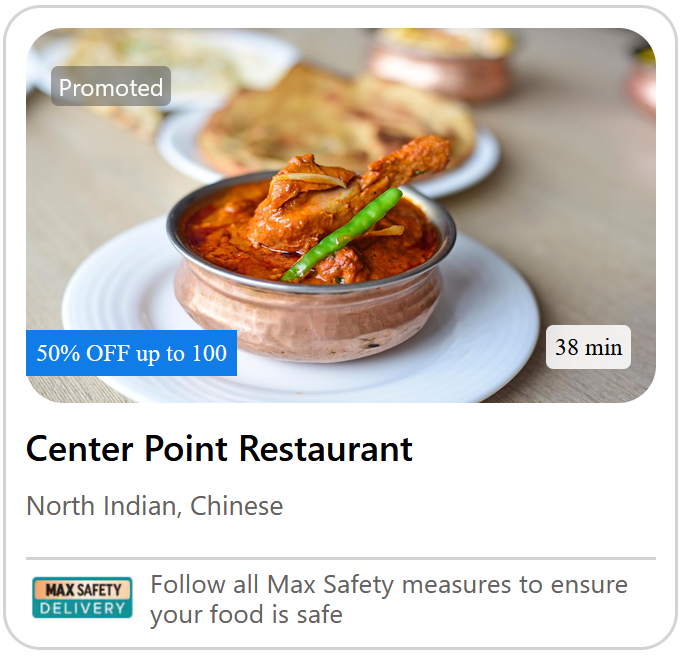 Promoted
50% OFF up to 100
38 min
Center Point Restaurant
North Indian, Chinese
MAX SAFETY
DELIVERY
Follow all Max Safety measures to ensure
your food is safe